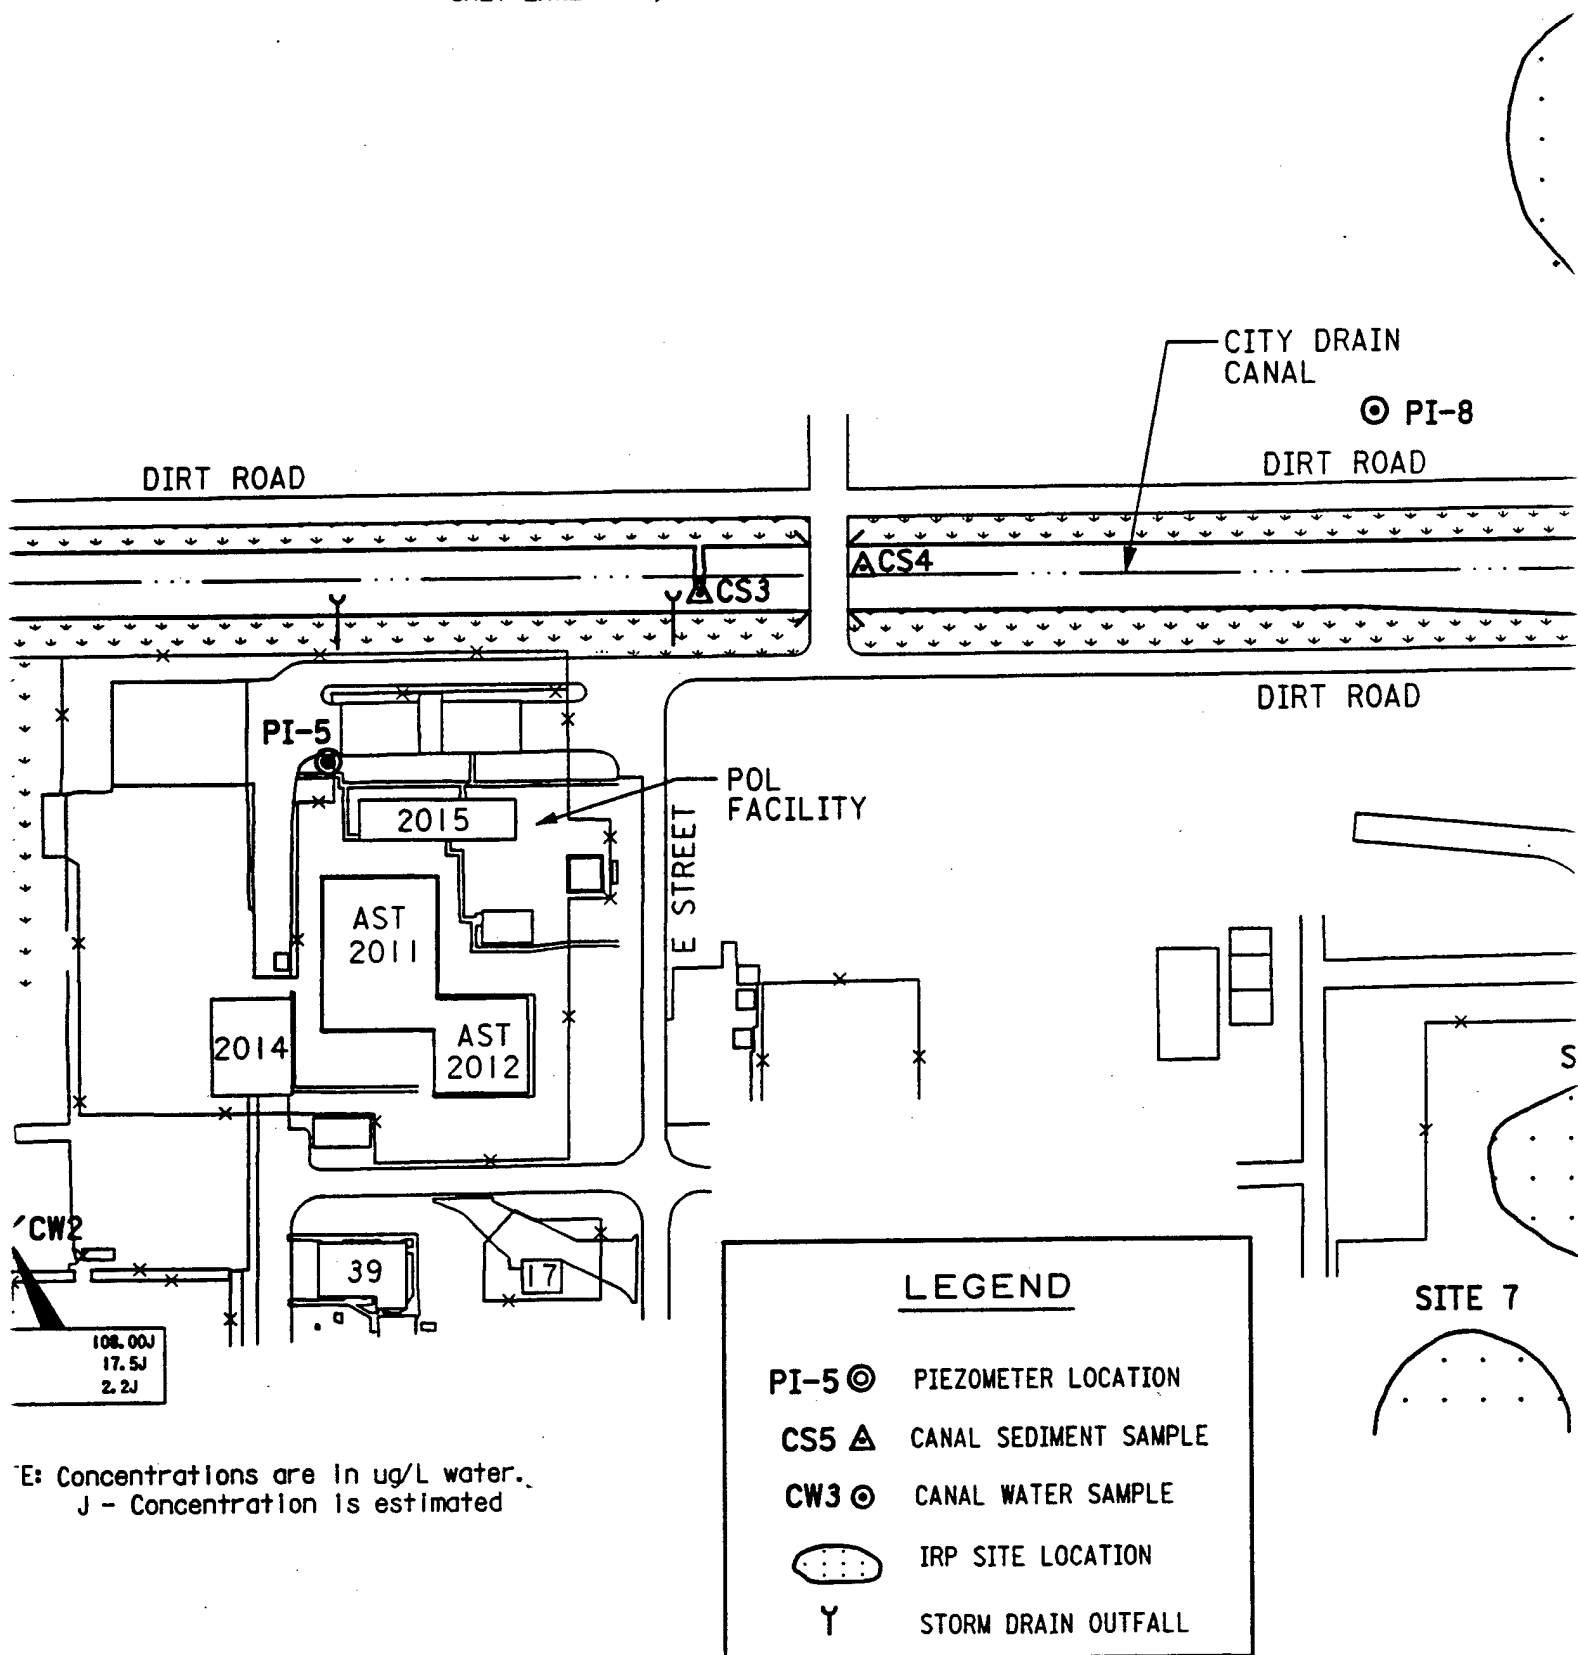 CITY DRAIN
CANAL
PI-8
DIRT ROAD
DIRT ROAD
CS4
CS3
DIRT ROAD
PI-5
POL
FACILITY
2015
E STREET
AST
2011
AST
2012
2014
S
CW2
39
17
108.00J
17.5J
2.2J
SITE 7
LEGEND
PI-5 PIEZOMETER LOCATION
CS5 CANAL SEDIMENT SAMPLE
CW3 CANAL WATER SAMPLE
IRP SITE LOCATION
STORM DRAIN OUTFALL
E: Concentrations are in ug/L water.
J - Concentration is estimated